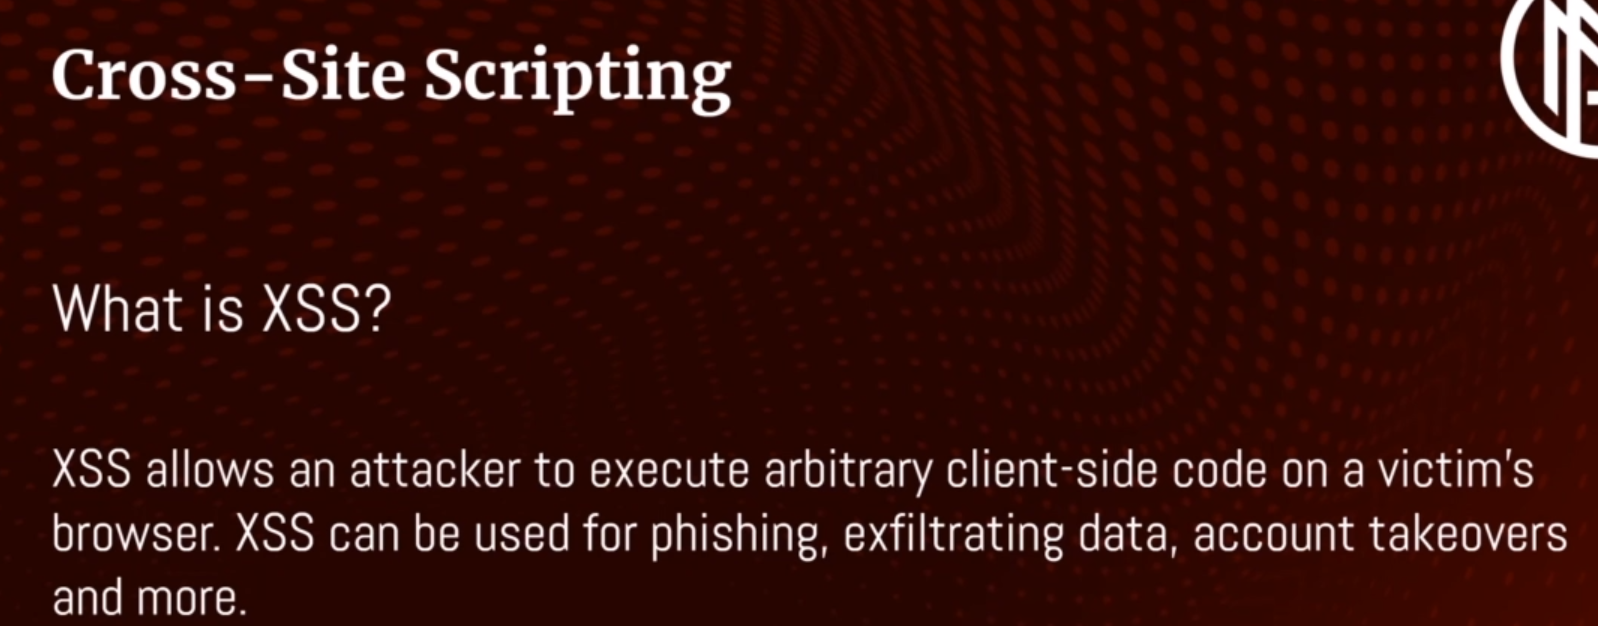 Cross-Site Scripting
What is XSS?
XSS allows an attacker to execute arbitrary client-side code on a victim's
browser. XSS can be used for phishing, exfiltrating data, account takeovers
and more.